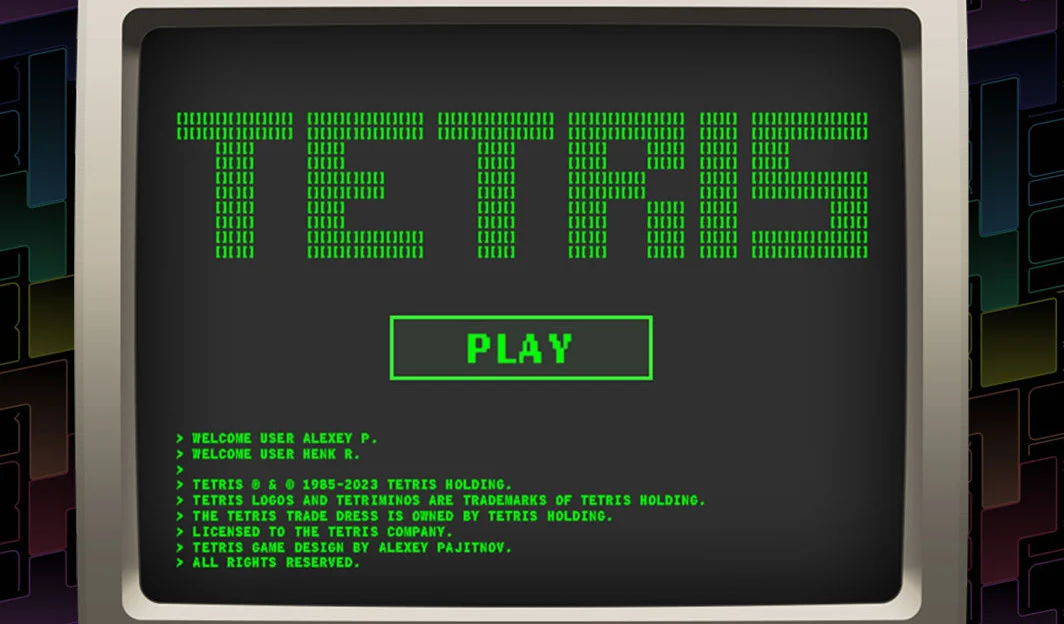 TETRIS
PLAY
> WELCOME USER ALEXEY P.
> WELCOME USER HENK R.
>
> TETRIS ® & © 1985-2023 TETRIS HOLDING.
> TETRIS LOGOS AND TETRIMINOS ARE TRADEMARKS OF TETRIS HOLDING.
> THE TETRIS TRADE DRESS IS OWNED BY TETRIS HOLDING.
> LICENSED TO THE TETRIS COMPANY.
> TETRIS GAME DESIGN BY ALEXEY PAJITNOV.
> ALL RIGHTS RESERVED.